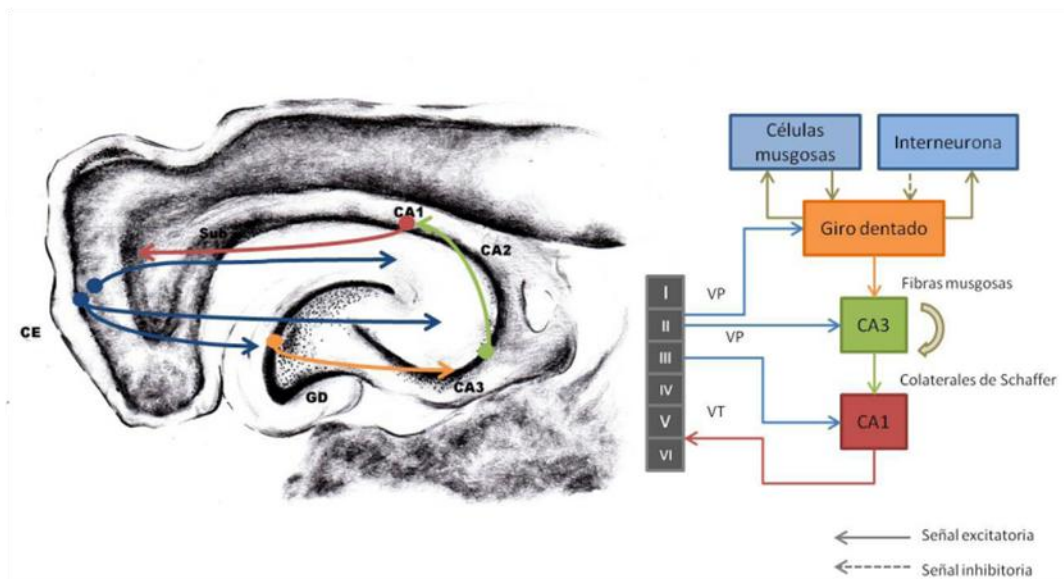 CA1
CA2
Sub
CE
CA3
GD
Células
musgosas
Interneurona
Giro dentado
VP
Fibras musgosas
I
II
III
IV
V
VI
VP
CA3
Colaterales de Schaffer
VT
CA1
Señal excitatoria
Señal inhibitoria